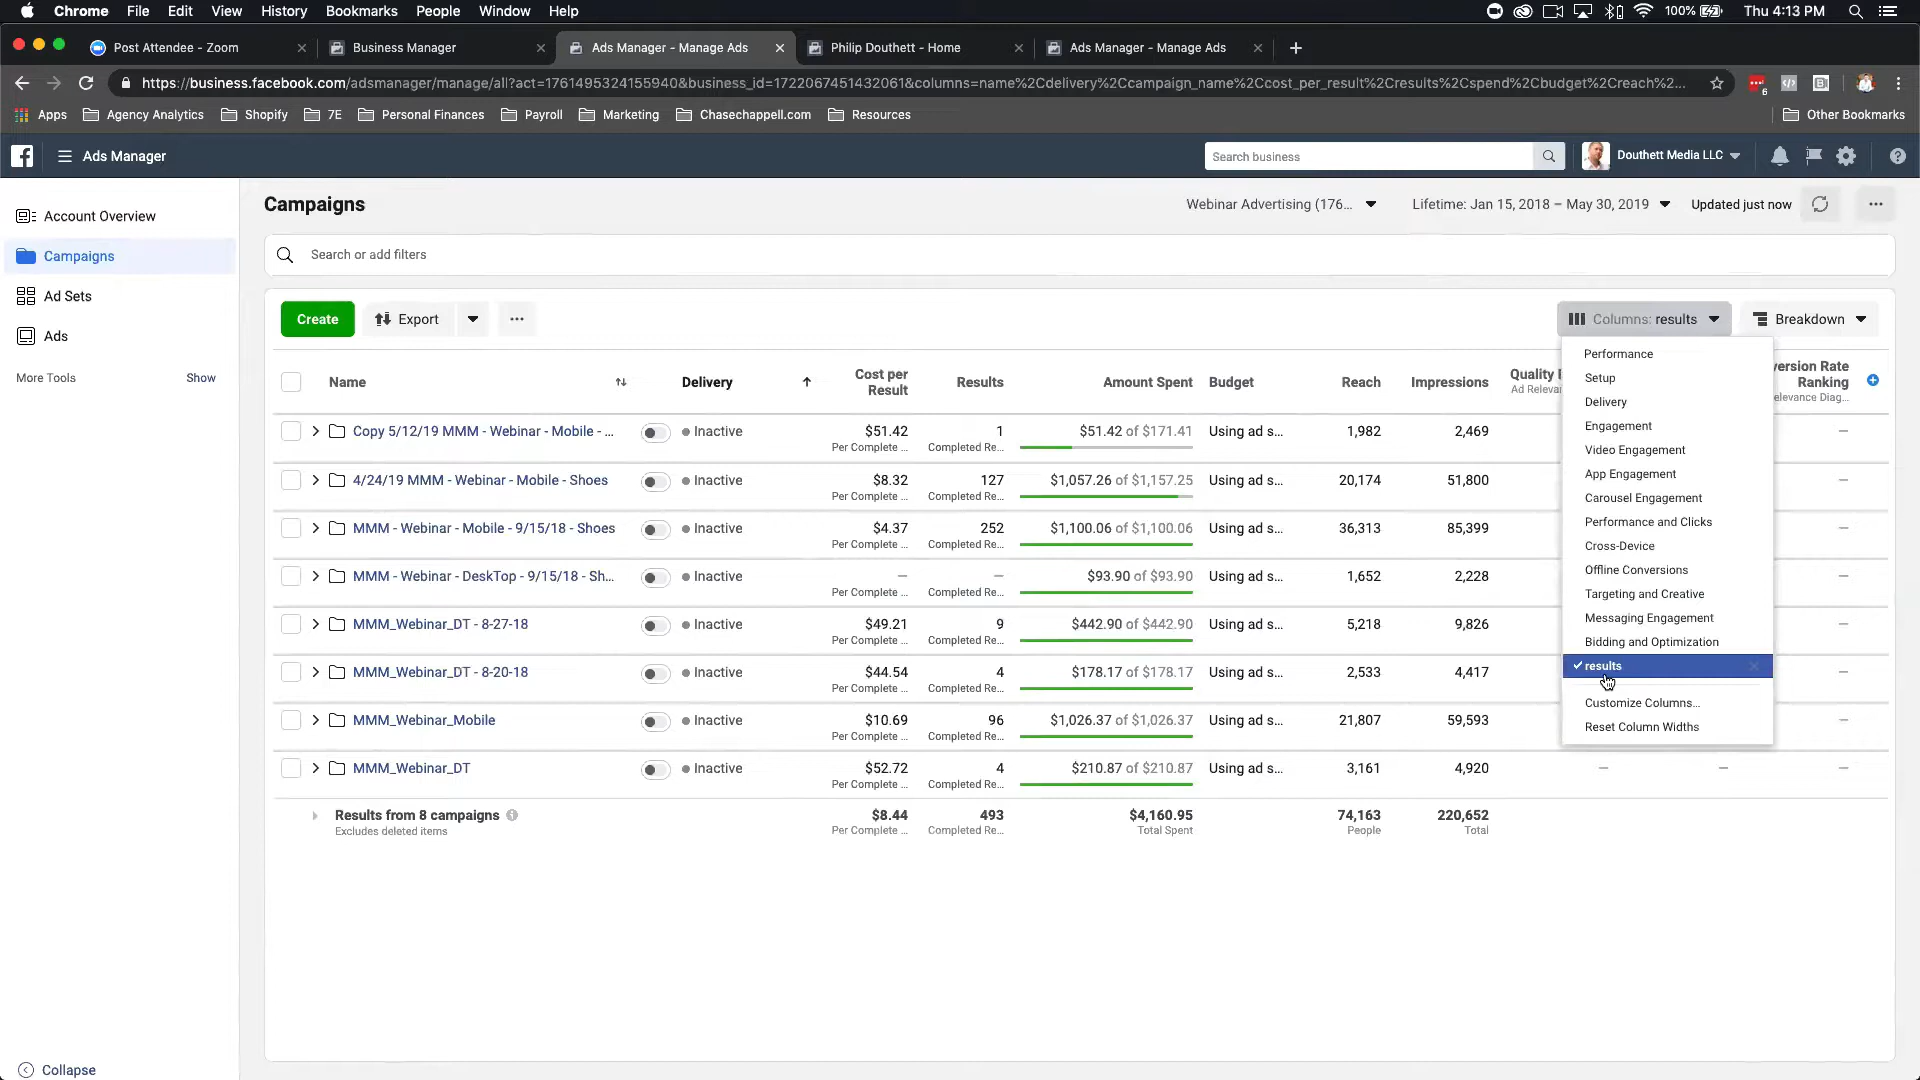 Chrome File Edit View History Bookmarks People Window Help 100% Thu 4:13 PM
Post Attendee - Zoom Business Manager Ads Manager - Manage Ads Philip Douthett - Home Ads Manager - Manage Ads
https://business.facebook.com/adsmanager/manage/all?act=1761495324155940&business_id=1722067451432061&columns=name%2Cdelivery%2Ccampaign_name%2Ccost_per_result%2Cresults%2Cspend%2Cbudget%2Creach%2C... 6
Apps Agency Analytics Shopify 7E Personal Finances Payroll Marketing Chasechappell.com Resources Other Bookmarks
Ads Manager Search business Douthett Media LLC
Account Overview
Campaigns
Ad Sets
Ads
More Tools Show
Collapse
Campaigns Webinar Advertising (176... Lifetime: Jan 15, 2018 – May 30, 2019 Updated just now
Search or add filters
Create Export Columns: results Breakdown
Name Delivery Cost per Result Results Amount Spent Budget Reach Impressions Quality
Ad Relev
version Rate
Ranking
elevance Diag...
Copy 5/12/19 MMM - Webinar - Mobile - ... Inactive $51.42 1 $51.42 of $171.41 Using ad s... 1,982 2,469 —
Per Complete ... Completed Re...
4/24/19 MMM - Webinar - Mobile - Shoes Inactive $8.32 127 $1,057.26 of $1,157.25 Using ad s... 20,174 51,800 —
Per Complete ... Completed Re...
MMM - Webinar - Mobile - 9/15/18 - Shoes Inactive $4.37 252 $1,100.06 of $1,100.06 Using ad s... 36,313 85,399 —
Per Complete ... Completed Re...
MMM - Webinar - DeskTop - 9/15/18 - Sh... Inactive — — $93.90 of $93.90 Using ad s... 1,652 2,228 —
Per Complete ... Completed Re...
MMM_Webinar_DT - 8-27-18 Inactive $49.21 9 $442.90 of $442.90 Using ad s... 5,218 9,826 —
Per Complete ... Completed Re...
MMM_Webinar_DT - 8-20-18 Inactive $44.54 4 $178.17 of $178.17 Using ad s... 2,533 4,417 —
Per Complete ... Completed Re...
MMM_Webinar_Mobile Inactive $10.69 96 $1,026.37 of $1,026.37 Using ad s... 21,807 59,593 —
Per Complete ... Completed Re...
MMM_Webinar_DT Inactive $52.72 4 $210.87 of $210.87 Using ad s... 3,161 4,920 — — —
Per Complete ... Completed Re...
Results from 8 campaigns $8.44 493 $4,160.95 74,163 220,652
Excludes deleted items Per Complete ... Completed Re... Total Spent People Total
Performance
Setup
Delivery
Engagement
Video Engagement
App Engagement
Carousel Engagement
Performance and Clicks
Cross-Device
Offline Conversions
Targeting and Creative
Messaging Engagement
Bidding and Optimization
results
Customize Columns...
Reset Column Widths